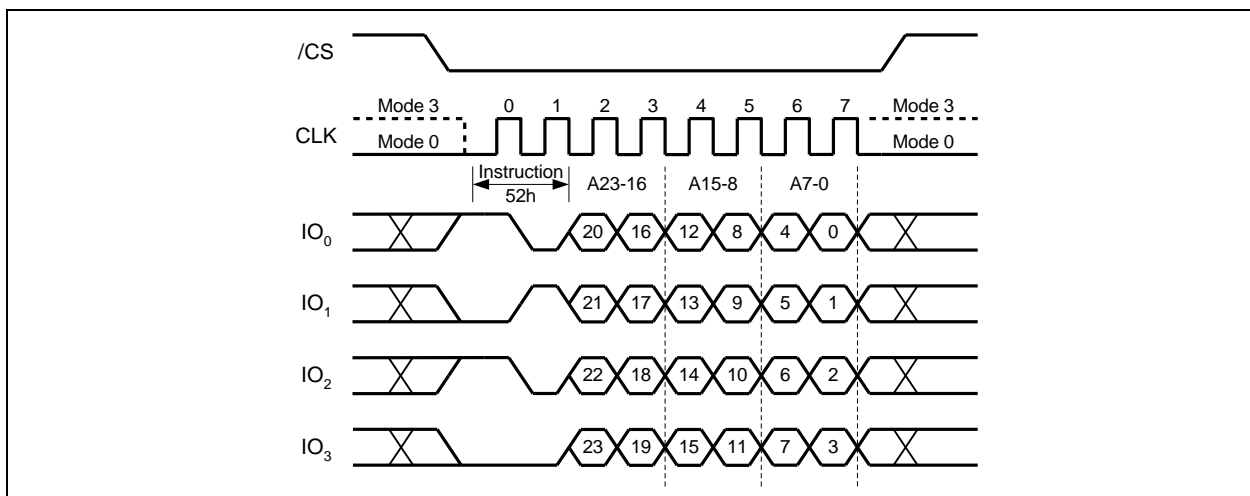 /CS
Mode 3 0 1 2 3 4 5 6 7 Mode 3
CLK
Mode 0 Mode 0
Instruction
52h
A23-16 A15-8 A7-0
IO0 20 16 12 8 4 0
IO1 21 17 13 9 5 1
IO2 22 18 14 10 6 2
IO3 23 19 15 11 7 3